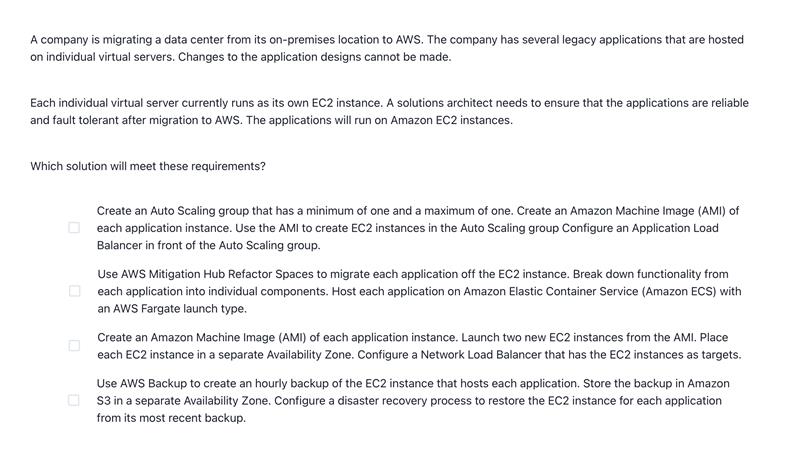 A company is migrating a data center from its on-premises location to AWS. The company has several legacy applications that are hosted
on individual virtual servers. Changes to the application designs cannot be made.
Each individual virtual server currently runs as its own EC2 instance. A solutions architect needs to ensure that the applications are reliable
and fault tolerant after migration to AWS. The applications will run on Amazon EC2 instances.
Which solution will meet these requirements?
Create an Auto Scaling group that has a minimum of one and a maximum of one. Create an Amazon Machine Image (AMI) of
each application instance. Use the AMI to create EC2 instances in the Auto Scaling group Configure an Application Load
Balancer in front of the Auto Scaling group.
Use AWS Mitigation Hub Refactor Spaces to migrate each application off the EC2 instance. Break down functionality from
each application into individual components. Host each application on Amazon Elastic Container Service (Amazon ECS) with
an AWS Fargate launch type.
Create an Amazon Machine Image (AMI) of each application instance. Launch two new EC2 instances from the AMI. Place
each EC2 instance in a separate Availability Zone. Configure a Network Load Balancer that has the EC2 instances as targets.
Use AWS Backup to create an hourly backup of the EC2 instance that hosts each application. Store the backup in Amazon
S3 in a separate Availability Zone. Configure a disaster recovery process to restore the EC2 instance for each application
from its most recent backup.